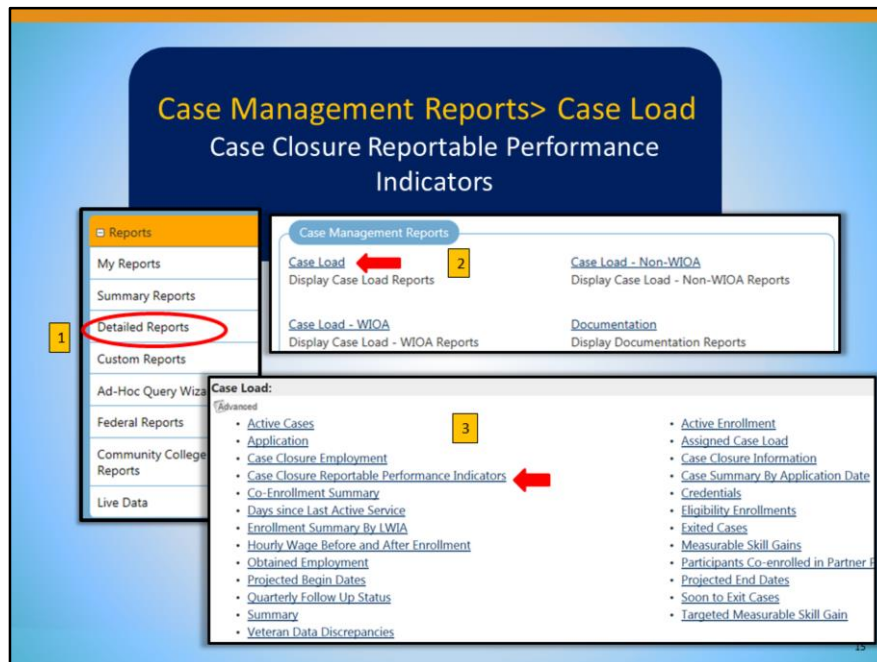 Case Management Reports> Case Load
Case Closure Reportable Performance
Indicators
Reports
My Reports
Summary Reports
1
Detailed Reports
Custom Reports
Ad-Hoc Query Wiza
Federal Reports
Community College
Reports
Live Data
Case Management Reports
Case Load
2
Case Load - Non-WIOA
Display Case Load Reports
Display Case Load - Non-WIOA Reports
Case Load - WIOA
Documentation
Display Case Load - WIOA Reports
Display Documentation Reports
Case Load:
Advanced
3
• Active Cases
• Application
• Case Closure Employment
• Case Closure Reportable Performance Indicators
• Co-Enrollment Summary
• Days since Last Active Service
• Enrollment Summary By LWIA
• Hourly Wage Before and After Enrollment
• Obtained Employment
• Projected Begin Dates
• Quarterly Follow Up Status
• Summary
• Veteran Data Discrepancies
• Active Enrollment
• Assigned Case Load
• Case Closure Information
• Case Summary By Application Date
• Credentials
• Eligibility Enrollments
• Exited Cases
• Measurable Skill Gains
• Participants Co-enrolled in Partner
• Projected End Dates
• Soon to Exit Cases
• Targeted Measurable Skill Gain
15